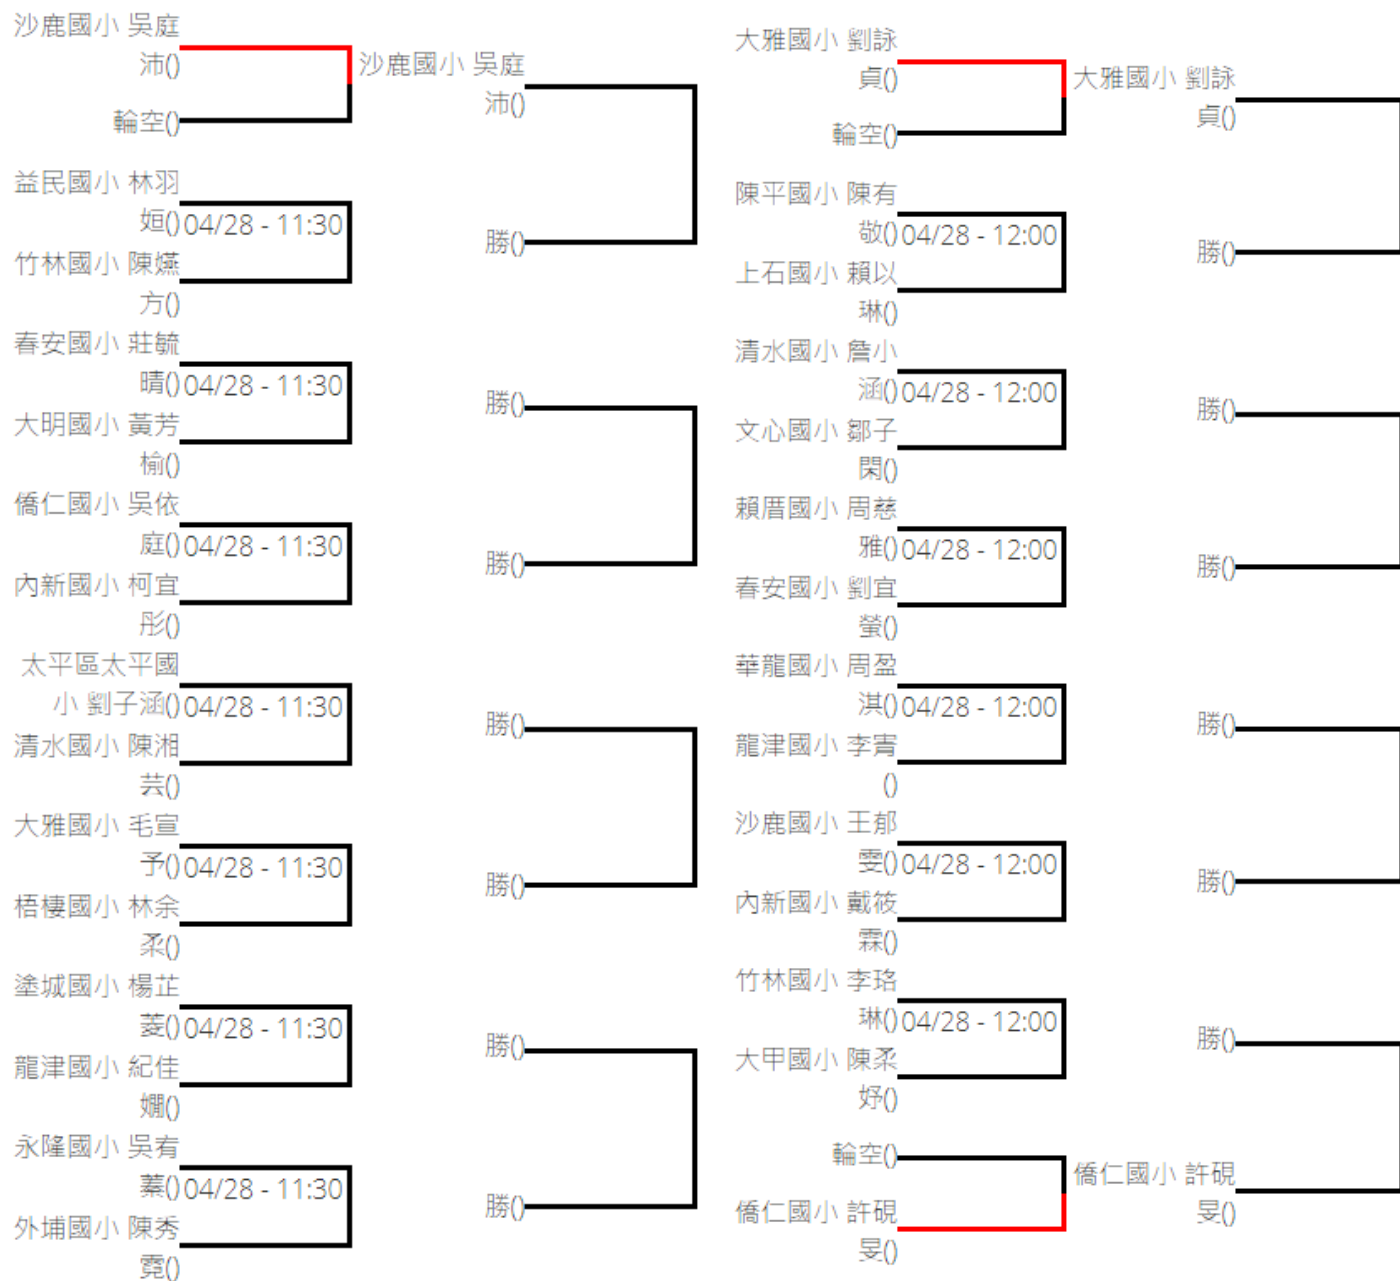 沙鹿國小 吳庭
沛()
輪空()
沙鹿國小 吳庭
沛()
益民國小 林羽
姮()
04/28 - 11:30
竹林國小 陳嬿
方()
勝()
春安國小 莊毓
晴()
04/28 - 11:30
大明國小 黃芳
榆()
勝()
僑仁國小 吳依
庭()
04/28 - 11:30
內新國小 柯宜
彤()
勝()
太平區太平國
小 劉子涵()
04/28 - 11:30
清水國小 陳湘
芸()
勝()
大雅國小 毛宣
予()
04/28 - 11:30
梧棲國小 林余
柔()
勝()
塗城國小 楊芷
菱()
04/28 - 11:30
龍津國小 紀佳
嫺()
勝()
永隆國小 吳宥
蓁()
04/28 - 11:30
外埔國小 陳秀
霓()
勝()
大雅國小 劉詠
貞()
輪空()
大雅國小 劉詠
貞()
陳平國小 陳宥
敬()
04/28 - 12:00
上石國小 賴以
琳()
勝()
清水國小 詹小
涵()
04/28 - 12:00
文心國小 鄒子
閑()
勝()
賴厝國小 周慈
雅()
04/28 - 12:00
春安國小 劉宜
螢()
勝()
華龍國小 周盈
淇()
04/28 - 12:00
龍津國小 李寗
()
勝()
沙鹿國小 王郁
雯()
04/28 - 12:00
內新國小 戴筱
霖()
勝()
竹林國小 李珞
琳()
04/28 - 12:00
大甲國小 陳柔
妤()
勝()
輪空()
僑仁國小 許硯
旻()
僑仁國小 許硯
旻()